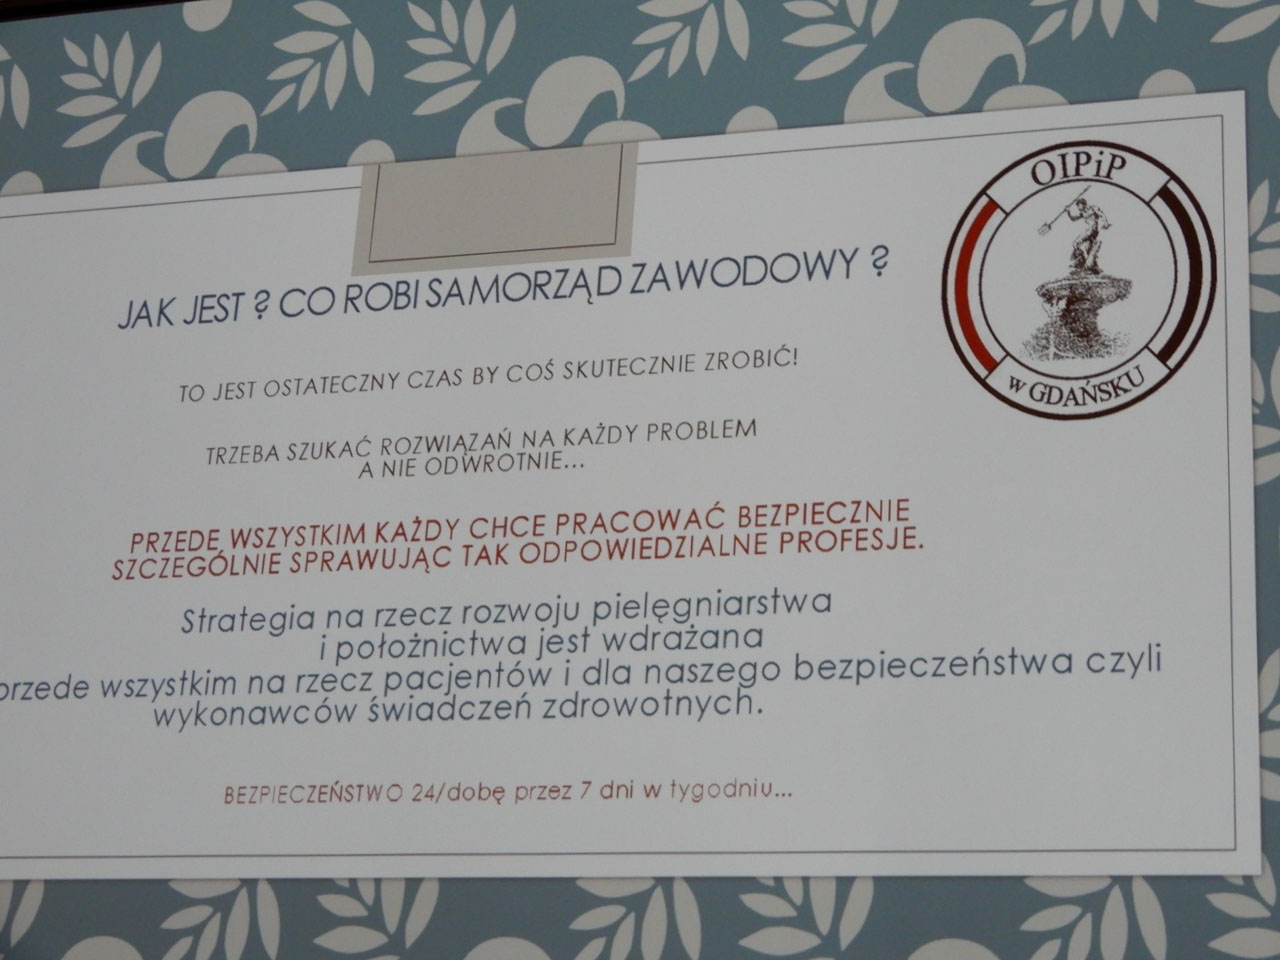 OIPiP
w GDAŃSKU
JAK JEST ? CO ROBI SAMORZĄD ZAWODOWY ?
TO JEST OSTATECZNY CZAS BY COŚ SKUTECZNIE ZROBIĆ!
TRZEBA SZUKAĆ ROZWIĄZAŃ NA KAŻDY PROBLEM
A NIE ODWROTNIE...
PRZEDE WSZYSTKIM KAŻDY CHCE PRACOWAĆ BEZPIECZNIE
SZCZEGÓLNIE SPRAWUJĄC TAK ODPOWIEDZIALNE PROFESJE.
Strategia na rzecz rozwoju pielęgniarstwa
i położnictwa jest wdrażana
przede wszystkim na rzecz pacjentów i dla naszego bezpieczeństwa czyli
wykonawców świadczeń zdrowotnych.
BEZPIECZEŃSTWO 24/dobę przez 7 dni w tygodniu...